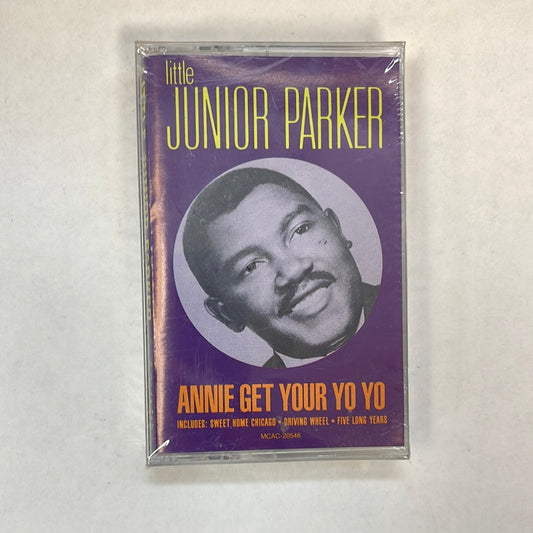 little
JUNIOR PARKER
ANNIE GET YOUR YO YO
INCLUDES: SWEET HOME CHICAGO • DRIVING WHEEL • FIVE LONG YEARS
MCAC-20546